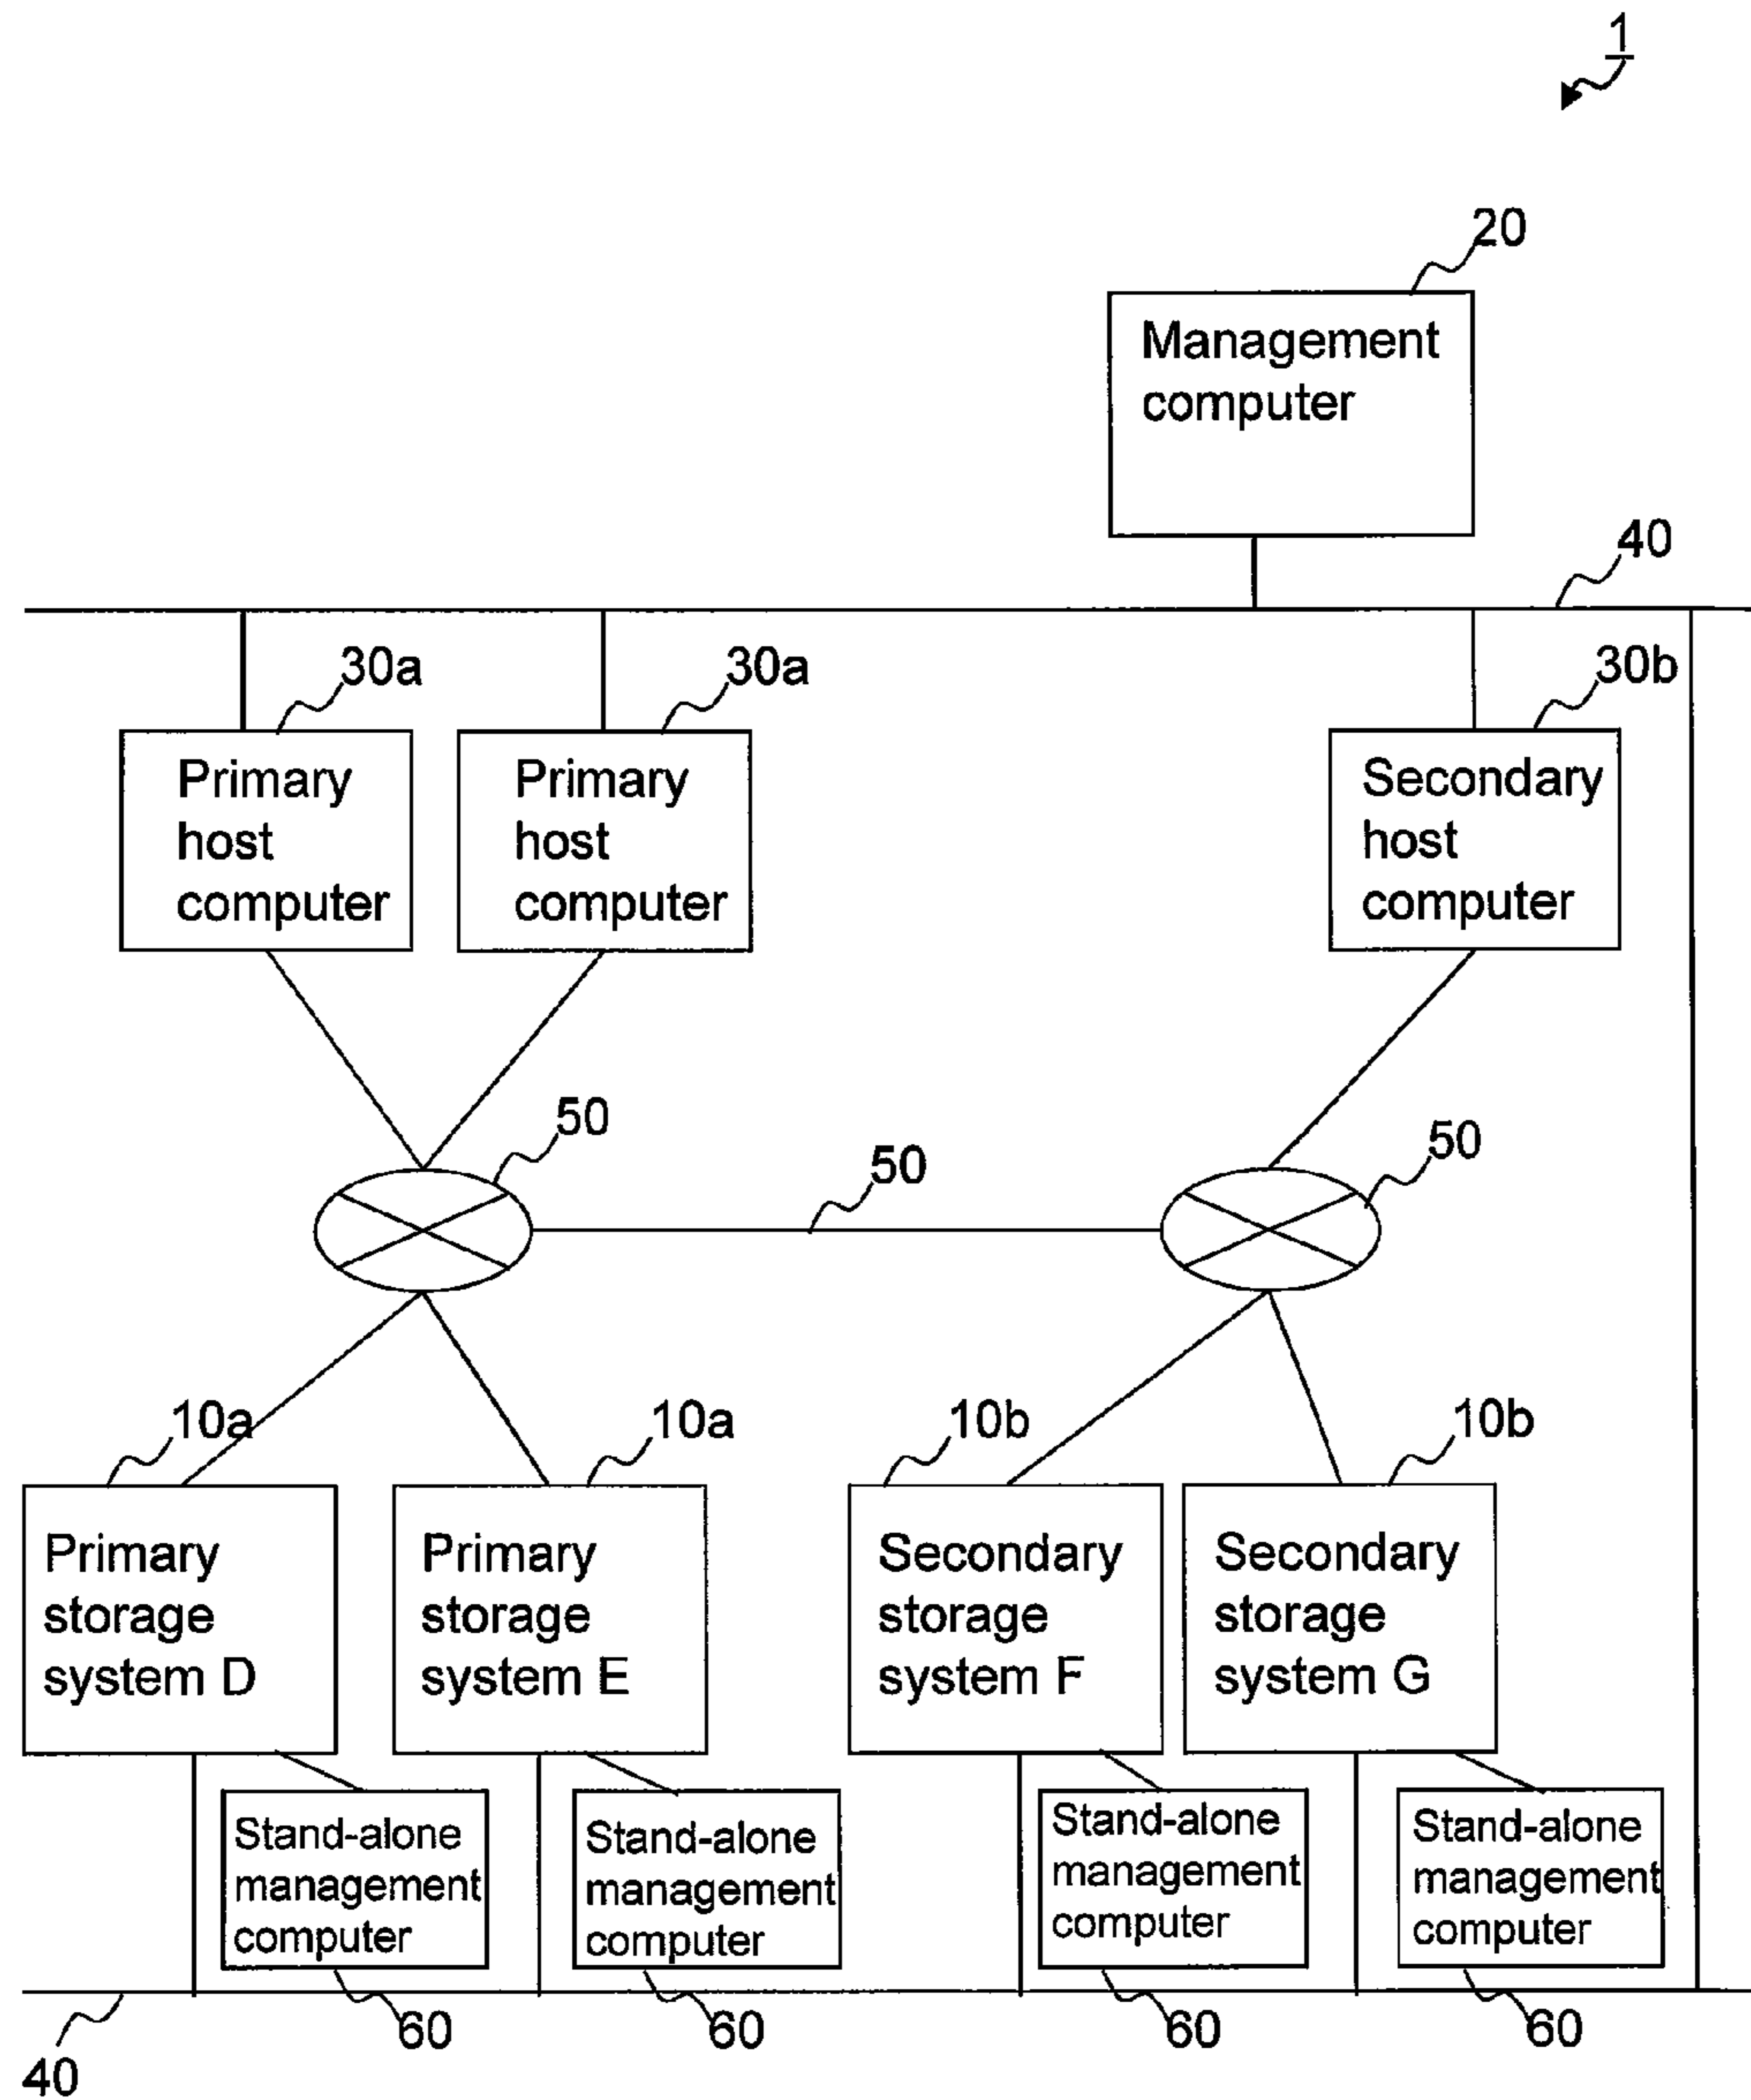 1
20
Management
computer
40
30a
30a
30b
Primary
host
computer
Primary
host
computer
Secondary
host
computer
50
50
50
10a
10a
10b
10b
Primary
storage
system D
Primary
storage
system E
Secondary
storage
system F
Secondary
storage
system G
Stand-alone
management
computer
Stand-alone
management
computer
Stand-alone
management
computer
Stand-alone
management
computer
60
60
60
60
40